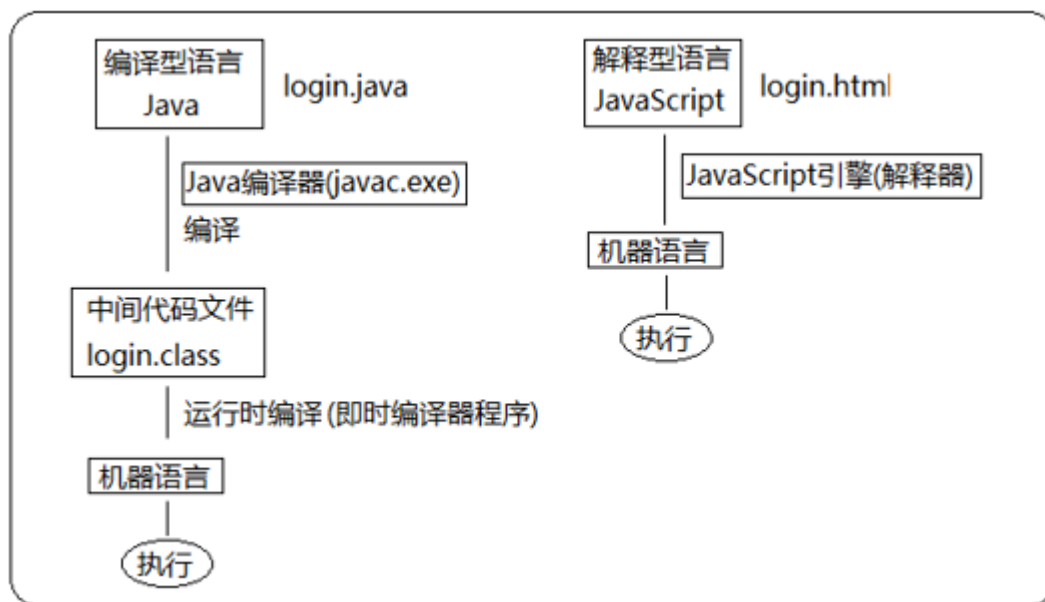 编译型语言
Java
login.java
Java编译器(javac.exe)
编译
中间代码文件
login.class
运行时编译(即时编译器程序)
机器语言
执行
解释型语言
JavaScript
login.html
JavaScript引擎(解释器)
机器语言
执行